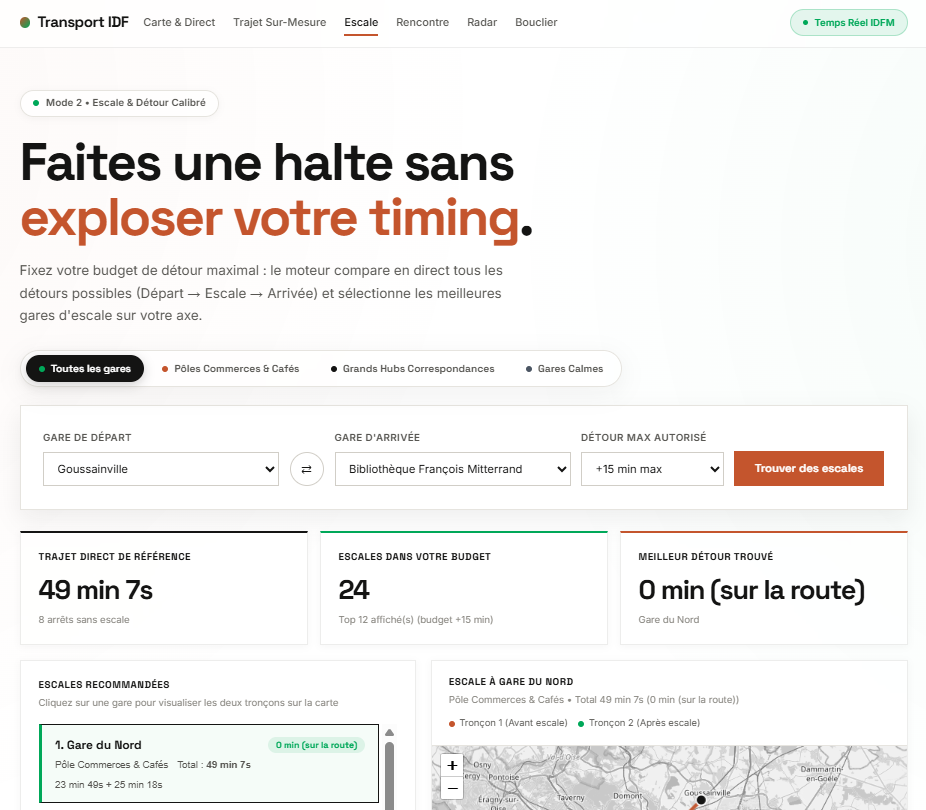 Transport IDF Carte & Direct Trajet Sur-Mesure Escale Rencontre Radar Bouclier Temps Réel IDFM
Mode 2 • Escale & Détour Calibré
Faites une halte sans
exploser votre timing.
Fixez votre budget de détour maximal : le moteur compare en direct tous les
détours possibles (Départ → Escale → Arrivée) et sélectionne les meilleures
gares d'escale sur votre axe.
Toutes les gares Pôles Commerces & Cafés Grands Hubs Correspondances Gares Calmes
GARE DE DÉPART GARE D'ARRIVÉE DÉTOUR MAX AUTORISÉ
Goussainville ⇄ Bibliothèque François Mitterrand +15 min max Trouver des escales
TRAJET DIRECT DE RÉFÉRENCE
49 min 7s
8 arrêts sans escale
ESCALES DANS VOTRE BUDGET
24
Top 12 affiché(s) (budget +15 min)
MEILLEUR DÉTOUR TROUVÉ
0 min (sur la route)
Gare du Nord
ESCALES RECOMMANDÉES
Cliquez sur une gare pour visualiser les deux tronçons sur la carte
1. Gare du Nord 0 min (sur la route)
Pôle Commerces & Cafés Total : 49 min 7s
23 min 49s + 25 min 18s
ESCALE À GARE DU NORD
Pôle Commerces & Cafés • Total 49 min 7s (0 min (sur la route))
Tronçon 1 (Avant escale) Tronçon 2 (Après escale)
+
−
Osny
Pontoise
Val-d'Oise
Éragny-sur-
Taverny
Domont
Goussainville
Dammartin-
en-Goële